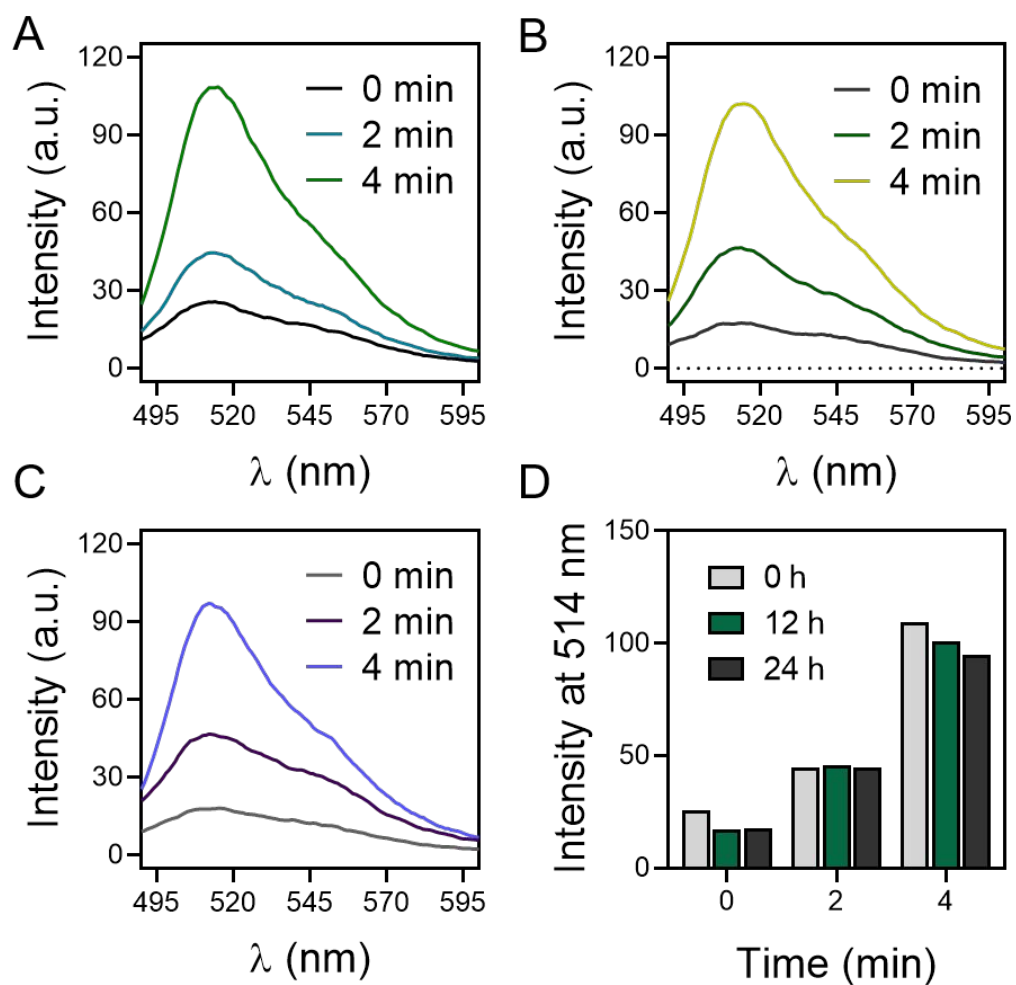 A
Intensity (a.u.)
120
90
60
30
0
0 min
2 min
4 min
495 520 545 570 595
λ (nm)
B
Intensity (a.u.)
120
90
60
30
0
0 min
2 min
4 min
495 520 545 570 595
λ (nm)
C
Intensity (a.u.)
120
90
60
30
0
0 min
2 min
4 min
495 520 545 570 595
λ (nm)
D
Intensity at 514 nm
150
100
50
0
0 h
12 h
24 h
0 2 4
Time (min)